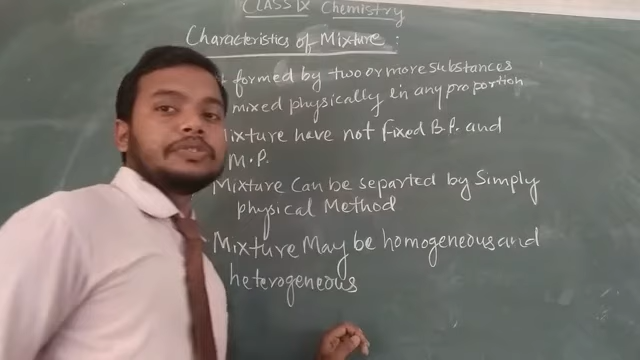 CLASS IX Chemistry
Characteristics of Mixture :
formed by two or more substances
mixed physically in any proportion
Mixture have not fixed B.P. and
M.P.
Mixture Can be separted by Simply
physical Method
Mixture May be homogeneous and
heterogeneous